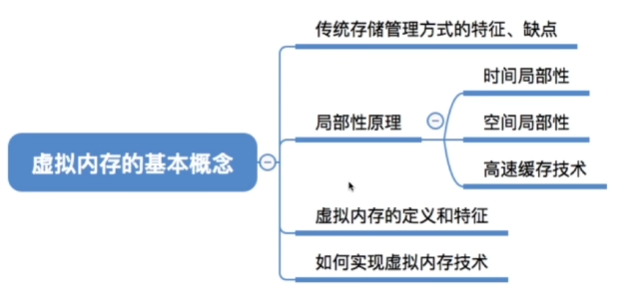 传统存储管理方式的特征、缺点
时间局部性
局部性原理
空间局部性
虚拟内存的基本概念
高速缓存技术
虚拟内存的定义和特征
如何实现虚拟内存技术